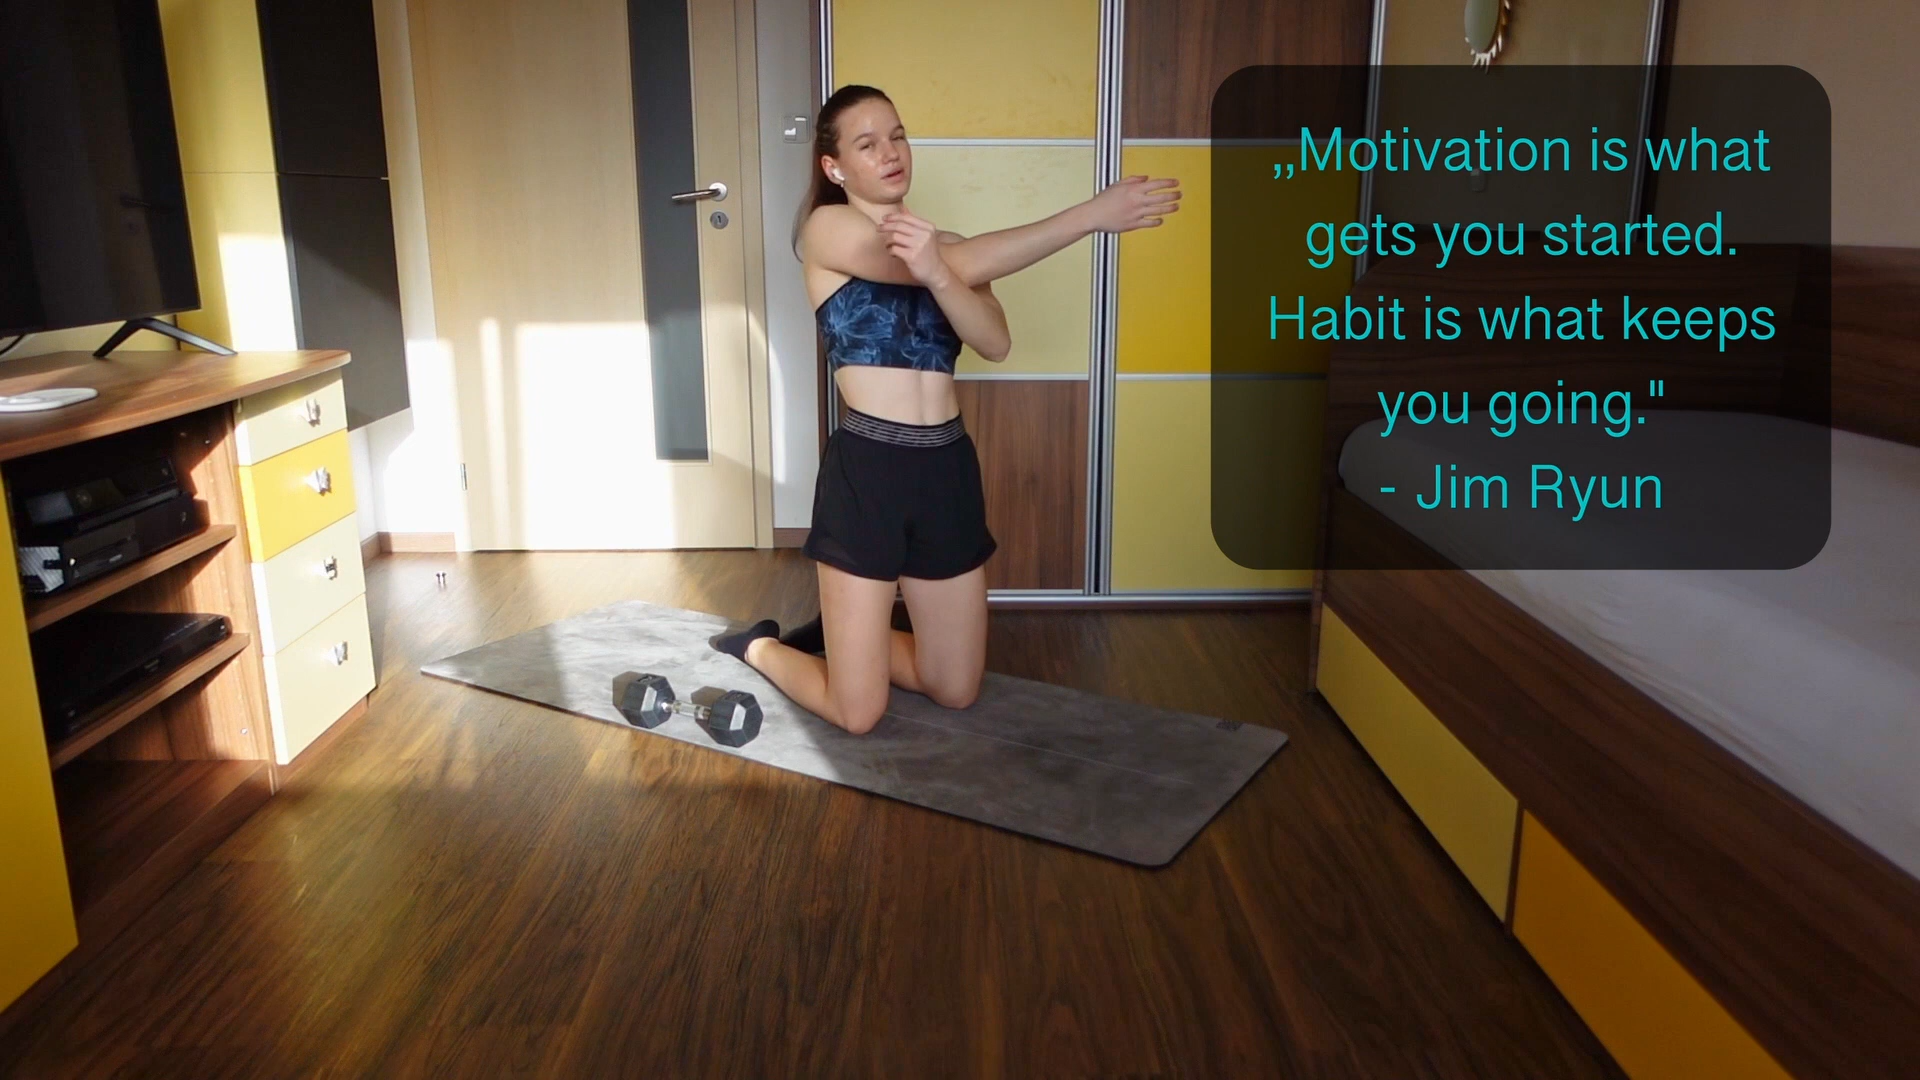 „Motivation is what
gets you started.
Habit is what keeps
you going."
- Jim Ryun